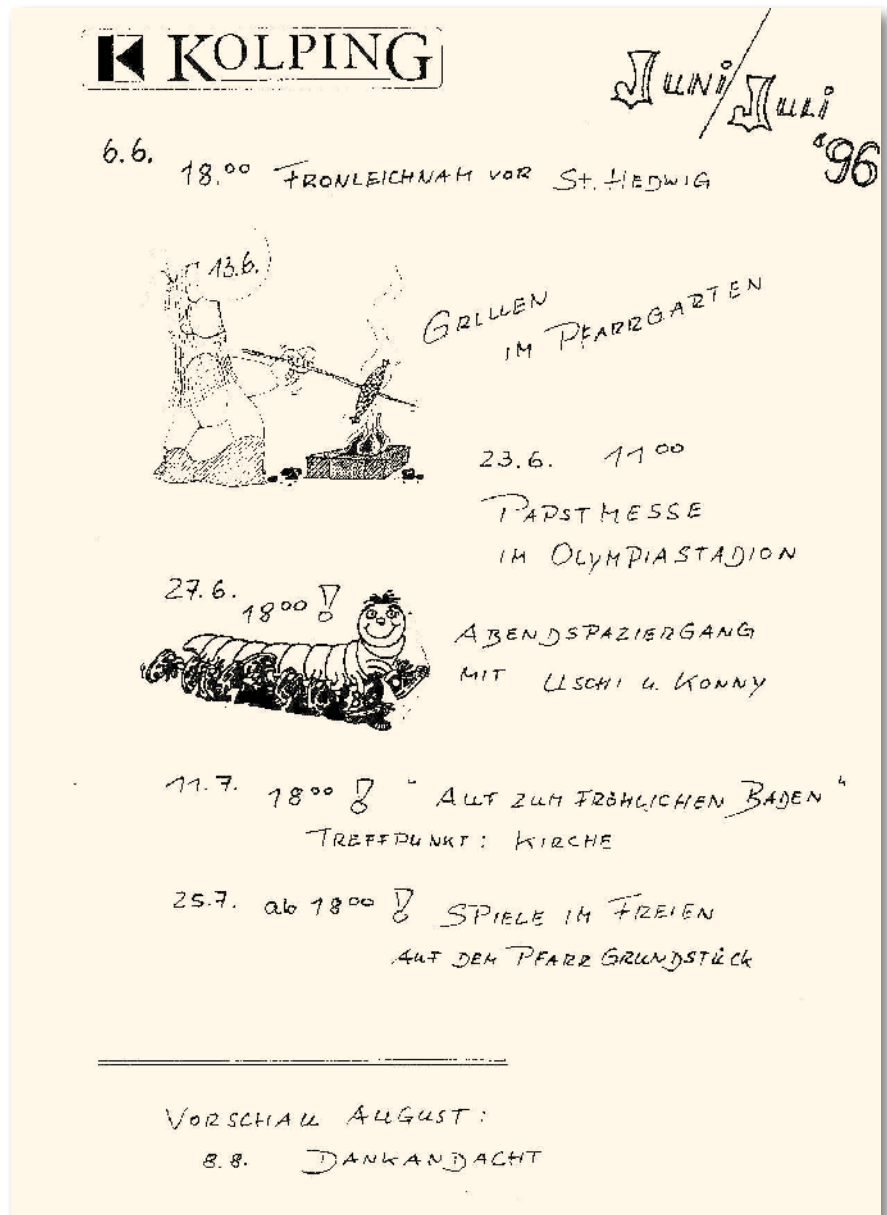 KOLPING
JUNI/JULI '96
6.6. 18.00 FRONLEICHNAM VOR St. HEDWIG
13.6. GRILLEN
IM PFARRGARTEN
23.6. 11 00
PAPSTMESSE
IM OLYMPIASTADION
27.6. 18 00 ! ABENDSPAZIERGANG
MIT USCHI u. KONNY
11.7. 18 00 ! "AUF ZUM FRÖHLICHEN BADEN"
TREFFPUNKT: KIRCHE
25.7. ab 18 00 ! SPIELE IM FREIEN
AUF DEM PFARRGRUNDSTÜCK
VORSCHAU AUGUST:
8.8. DANKANDACHT